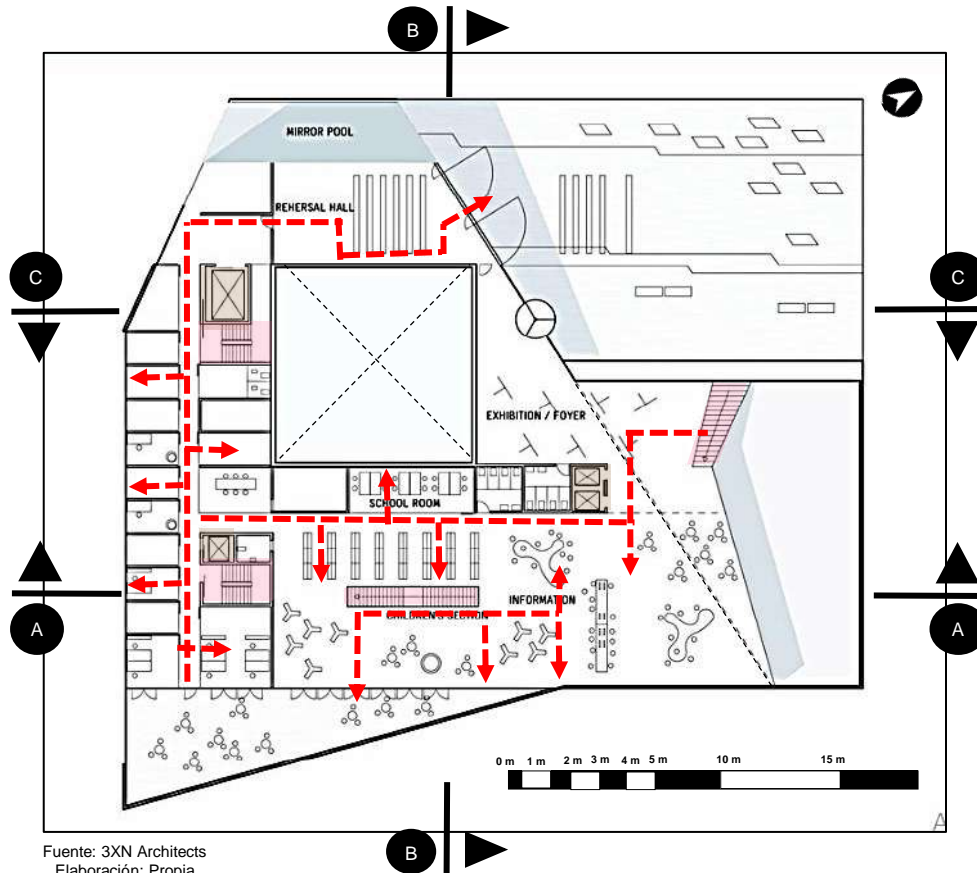 B
MIRROR POOL
REHERSAL HALL
C
C
EXHIBITION / FOYER
SCHOOL ROOM
INFORMATION
CHILDREN'S SECTION
A
A
0 m 1 m 2 m 3 m 4 m 5 m 10 m 15 m
A
B
Fuente: 3XN Architects
Elaboración: Propia